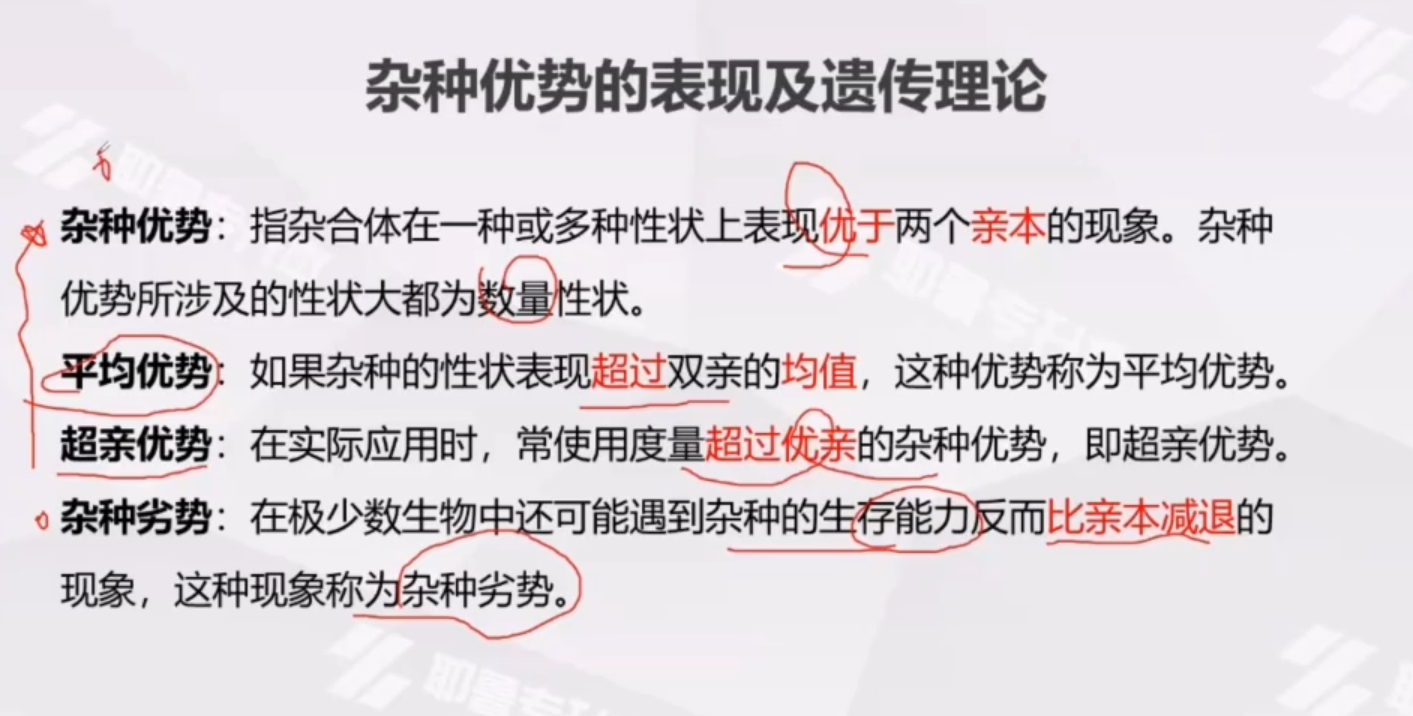 杂种优势的表现及遗传理论
杂种优势：指杂合体在一种或多种性状上表现优于两个亲本的现象。杂种
优势所涉及的性状大都为数量性状。
平均优势：如果杂种的性状表现超过双亲的均值，这种优势称为平均优势。
超亲优势：在实际应用时，常使用度量超过优亲的杂种优势，即超亲优势。
杂种劣势：在极少数生物中还可能遇到杂种的生存能力反而比亲本减退的
现象，这种现象称为杂种劣势。